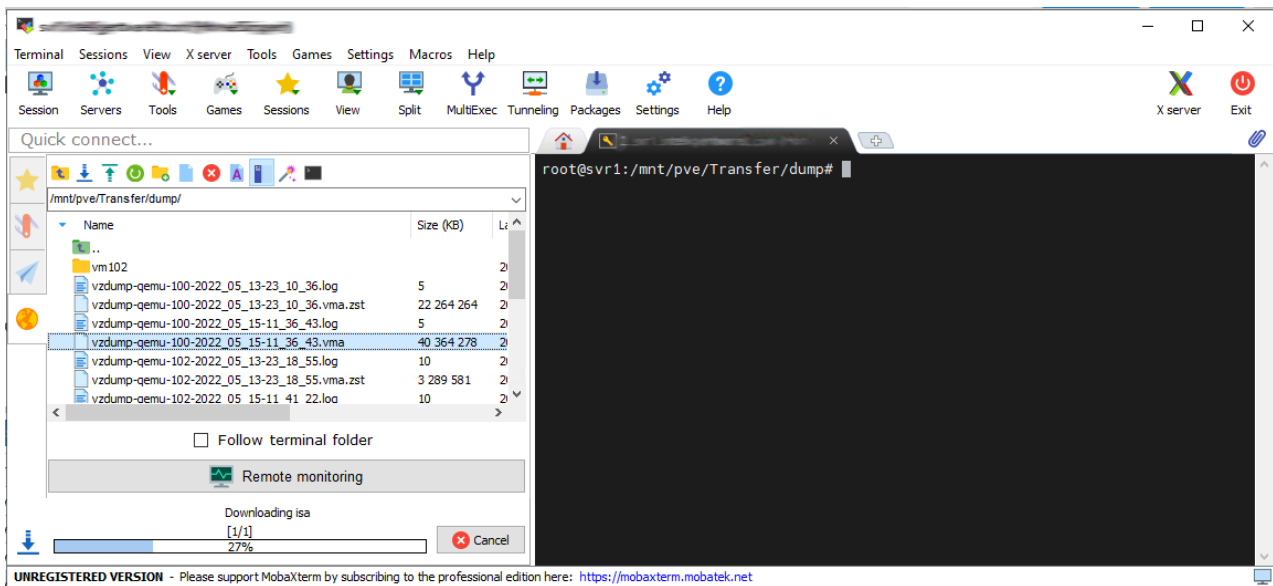 Terminal Sessions View X server Tools Games Settings Macros Help
Session Servers Tools Games Sessions View Split MultiExec Tunneling Packages Settings Help X server Exit
Quick connect...
/mnt/pve/Transfer/dump/
root@svr1:/mnt/pve/Transfer/dump#
Name Size (KB)
..
vm102
vzdump-qemu-100-2022_05_13-23_10_36.log 5
vzdump-qemu-100-2022_05_13-23_10_36.vma.zst 22 264 264
vzdump-qemu-100-2022_05_15-11_36_43.log 5
vzdump-qemu-100-2022_05_15-11_36_43.vma 40 364 278
vzdump-qemu-102-2022_05_13-23_18_55.log 10
vzdump-qemu-102-2022_05_13-23_18_55.vma.zst 3 289 581
vzdump-qemu-102-2022_05_15-11_41_22.log 10
Follow terminal folder
Remote monitoring
Downloading isa
[1/1]
27%
Cancel
UNREGISTERED VERSION - Please support MobaXterm by subscribing to the professional edition here: https://mobaxterm.mobatek.net